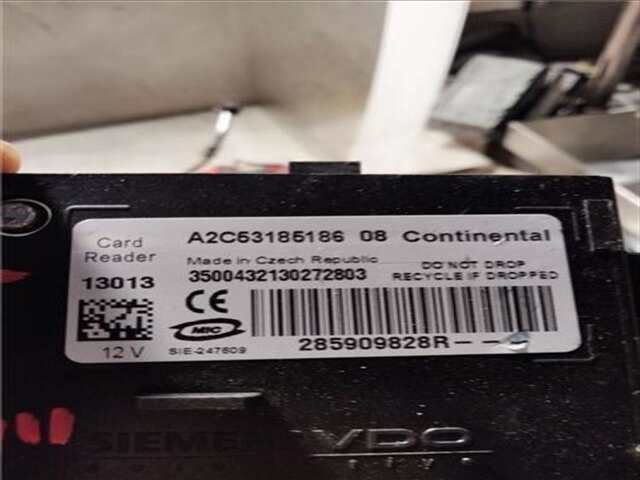 Card Reader
A2C53185186 08 Continental
Made in Czech Republic
DO NOT DROP
13013
3500432130272803
RECYCLE IF DROPPED
CE
MIC
12 V
SIE-247609
285909828R--
SIEMENS VDO